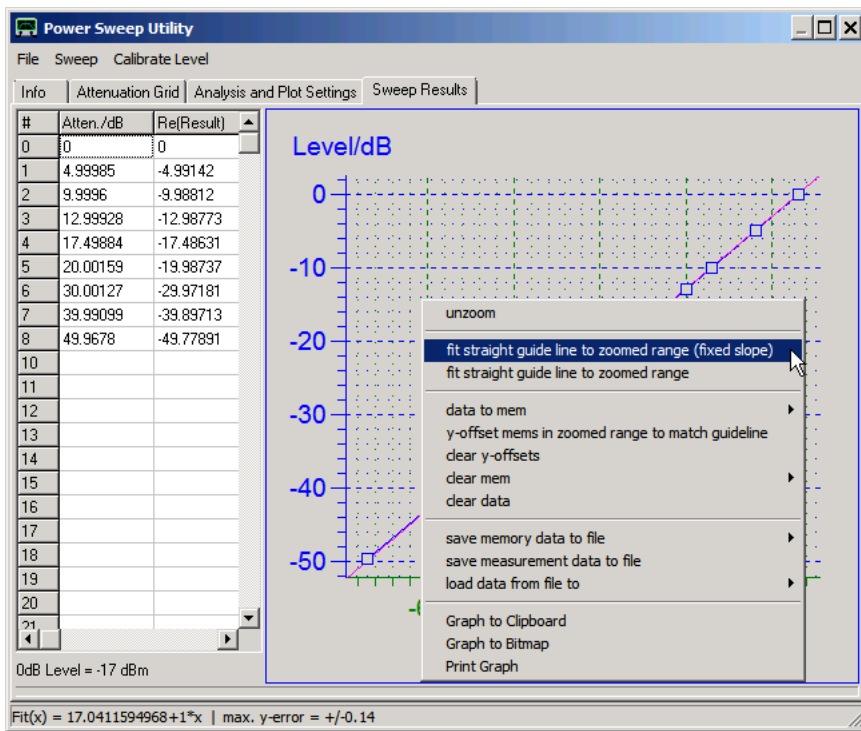 Power Sweep Utility
File Sweep Calibrate Level
Info Attenuation Grid Analysis and Plot Settings Sweep Results
# Atten./dB Re(Result)
0 0 0
1 4.99985 -4.99142
2 9.9996 -9.98812
3 12.99928 -12.98773
4 17.49884 -17.48631
5 20.00159 -19.98737
6 30.00127 -29.97181
7 39.99099 -39.89713
8 49.9678 -49.77891
10
11
12
13
14
15
16
17
18
19
20
21
0dB Level = -17 dBm
Level/dB
0
-10
-20
-30
-40
-50
unzoom
fit straight guide line to zoomed range (fixed slope)
fit straight guide line to zoomed range
data to mem
y-offset mems in zoomed range to match guideline
clear y-offsets
clear mem
clear data
save memory data to file
save measurement data to file
load data from file to
Graph to Clipboard
Graph to Bitmap
Print Graph
Fit(x) = 17.0411594968+1*x | max. y-error = +/-0.14